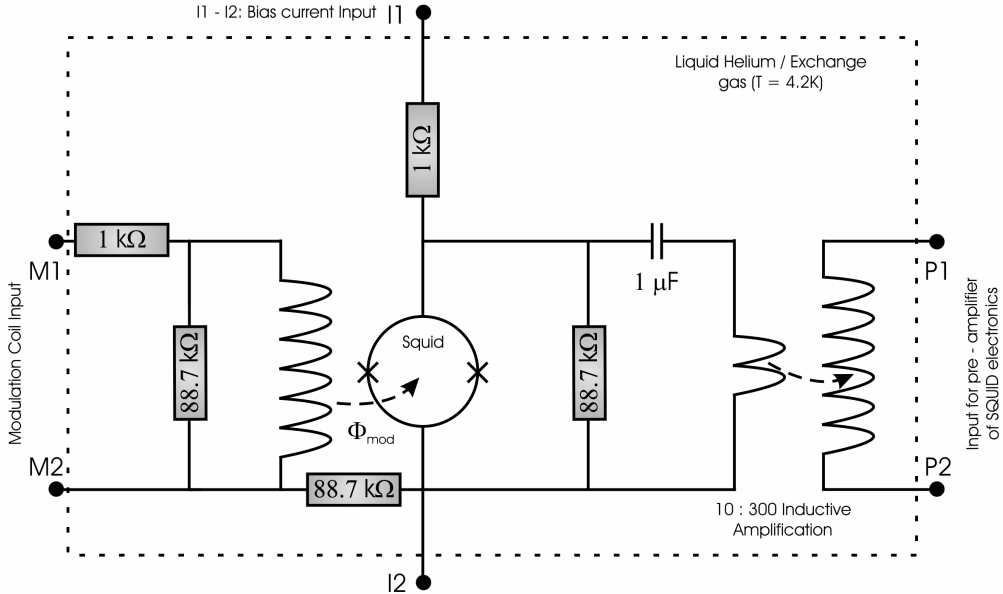 I1 - I2: Bias current Input
I1
Liquid Helium / Exchange
gas (T = 4.2K)
1 kΩ
1 kΩ
M1
1 μF
P1
Modulation Coil Input
88.7 kΩ
Squid
88.7 kΩ
Input for pre - amplifier
of SQUID electronics
Φmod
M2
88.7 kΩ
P2
10 : 300 Inductive
Amplification
I2